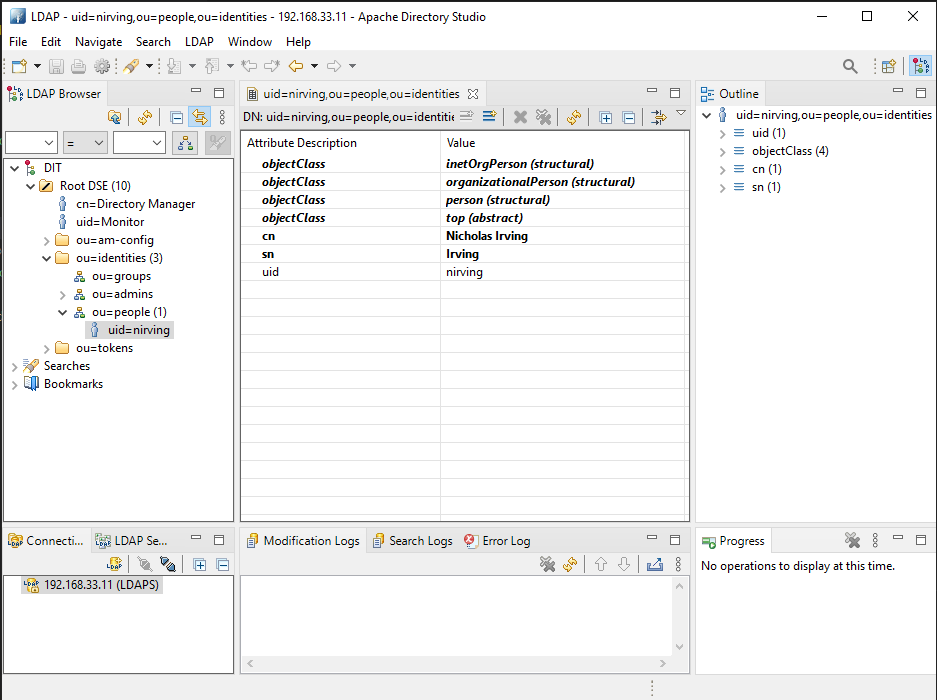 LDAP - uid=nirving,ou=people,ou=identities - 192.168.33.11 - Apache Directory Studio
File Edit Navigate Search LDAP Window Help
LDAP Browser
=
DIT
Root DSE (10)
cn=Directory Manager
uid=Monitor
ou=am-config
ou=identities (3)
ou=groups
ou=admins
ou=people (1)
uid=nirving
ou=tokens
Searches
Bookmarks
uid=nirving,ou=people,ou=identities
DN: uid=nirving,ou=people,ou=identitie
Attribute Description Value
objectClass inetOrgPerson (structural)
objectClass organizationalPerson (structural)
objectClass person (structural)
objectClass top (abstract)
cn Nicholas Irving
sn Irving
uid nirving
Outline
uid=nirving,ou=people,ou=identities
uid (1)
objectClass (4)
cn (1)
sn (1)
Connecti... LDAP Se...
192.168.33.11 (LDAPS)
Modification Logs Search Logs Error Log
Progress
No operations to display at this time.